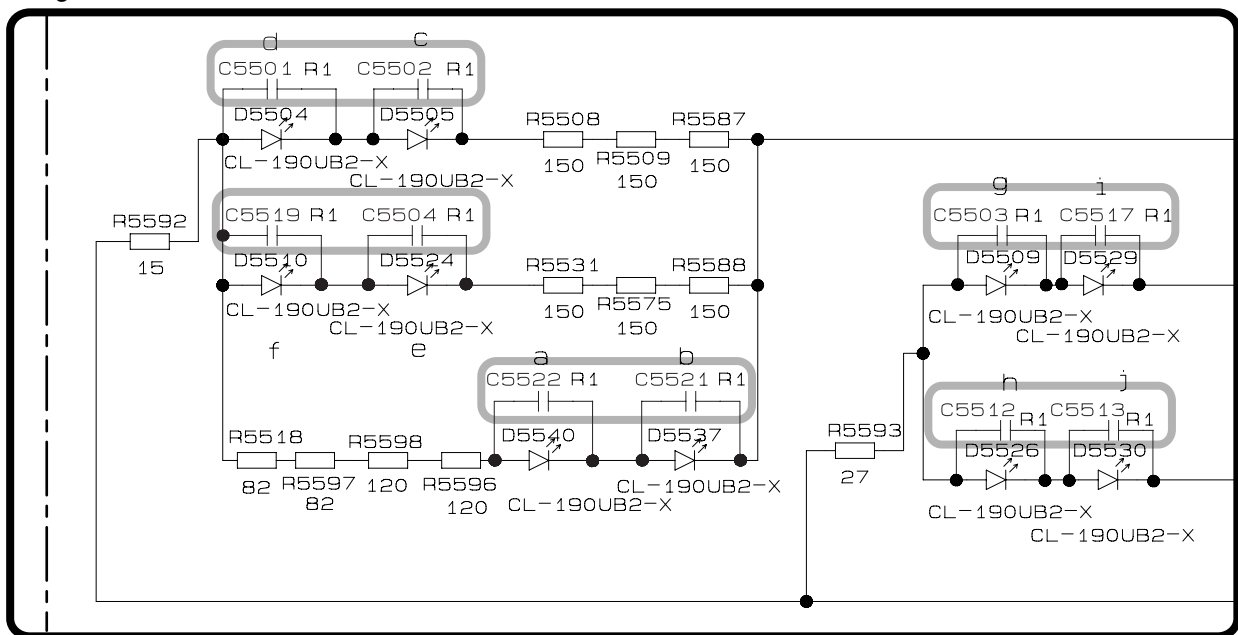 d c
C5501 R1 C5502 R1
D5504 D5505
CL-190UB2-X
CL-190UB2-X
R5508 R5509 R5587
150 150 150
R5592
15
C5519 R1 C5504 R1
D5510 D5524
CL-190UB2-X
CL-190UB2-X
f e
R5531 R5575 R5588
150 150 150
a b
C5522 R1 C5521 R1
D5540 D5537
CL-190UB2-X
CL-190UB2-X
R5518 R5597 R5598 R5596
82 82 120 120
g i
C5503 R1 C5517 R1
D5509 D5529
CL-190UB2-X
CL-190UB2-X
R5593
27
h j
C5512 R1 C5513 R1
D5526 D5530
CL-190UB2-X
CL-190UB2-X